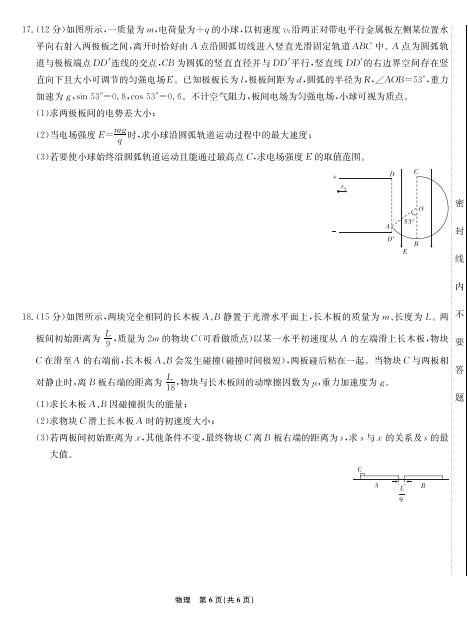 17.(12分)如图所示,一质量为m,电荷量为+q的小球,以初速度v₀沿两正对带电平行金属板左侧某位置水
平向右射入两极板之间,离开时恰好由A点沿圆弧切线进入竖直光滑固定轨道ABC中。A点为圆弧轨
道与极板端点DD′连线的交点,CB为圆弧的竖直直径并与DD′平行,竖直线DD′的右边界空间存在竖
直向下且大小可调节的匀强电场E。已知极板长为l,极板间距为d,圆弧的半径为R,∠AOB=53°,重力
加速为g,sin 53°=0.8,cos 53°=0.6。不计空气阻力,板间电场为匀强电场,小球可视为质点。
(1)求两极板间的电势差大小;
(2)当电场强度E=mg/q时,求小球沿圆弧轨道运动过程中的最大速度;
(3)若要使小球始终沿圆弧轨道运动且能通过最高点C,求电场强度E的取值范围。
+ D C
v₀
O
53°
A
− D′ B
E
18.(15分)如图所示,两块完全相同的长木板A、B静置于光滑水平面上,长木板的质量为m、长度为L。两
板间初始距离为L/9,质量为2m的物块C(可看做质点)以某一水平初速度从A的左端滑上长木板,物块
C在滑至A的右端前,长木板A、B会发生碰撞(碰撞时间极短),两板碰后粘在一起。当物块C与两板相
对静止时,离B板右端的距离为L/18,物块与长木板间的动摩擦因数为μ,重力加速度为g。
(1)求长木板A、B因碰撞损失的能量;
(2)求物块C滑上长木板A时的初速度大小;
(3)若两板间初始距离为x,其他条件不变,最终物块C离B板右端的距离为s,求s与x的关系及s的最
大值。
C
A B
L/9
物理 第6页(共6页)
密
封
线
内
不
要
答
题